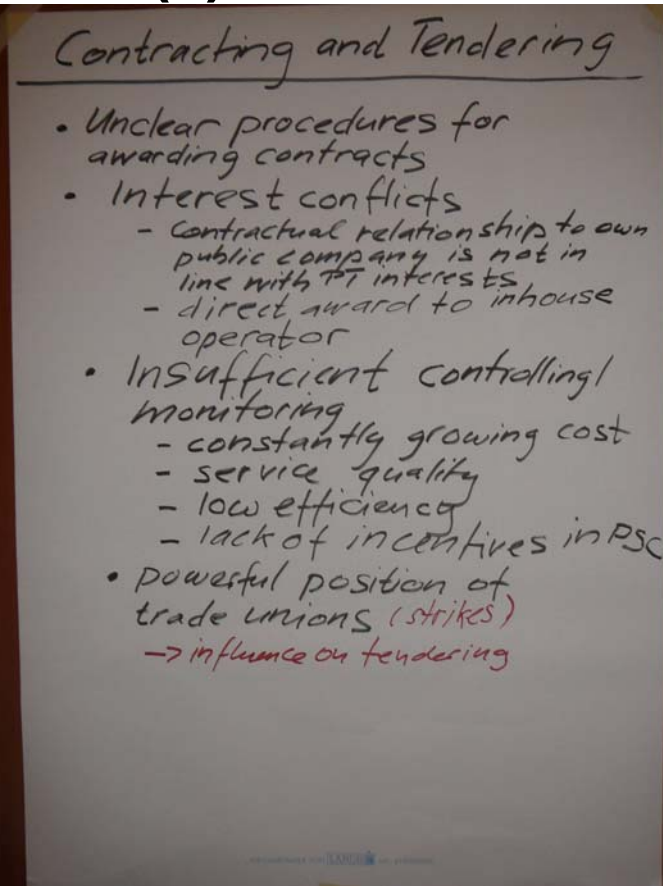 Contracting and Tendering
• Unclear procedures for
awarding contracts
• Interest conflicts
- Contractual relationship to own
public company is not in
line with PT interests
- direct award to inhouse
operator
• Insufficient controlling/
monitoring
- constantly growing cost
- service quality
- low efficiency
- lack of incentives in PSC
• powerful position of
trade unions (strikes)
-> influence on tendering